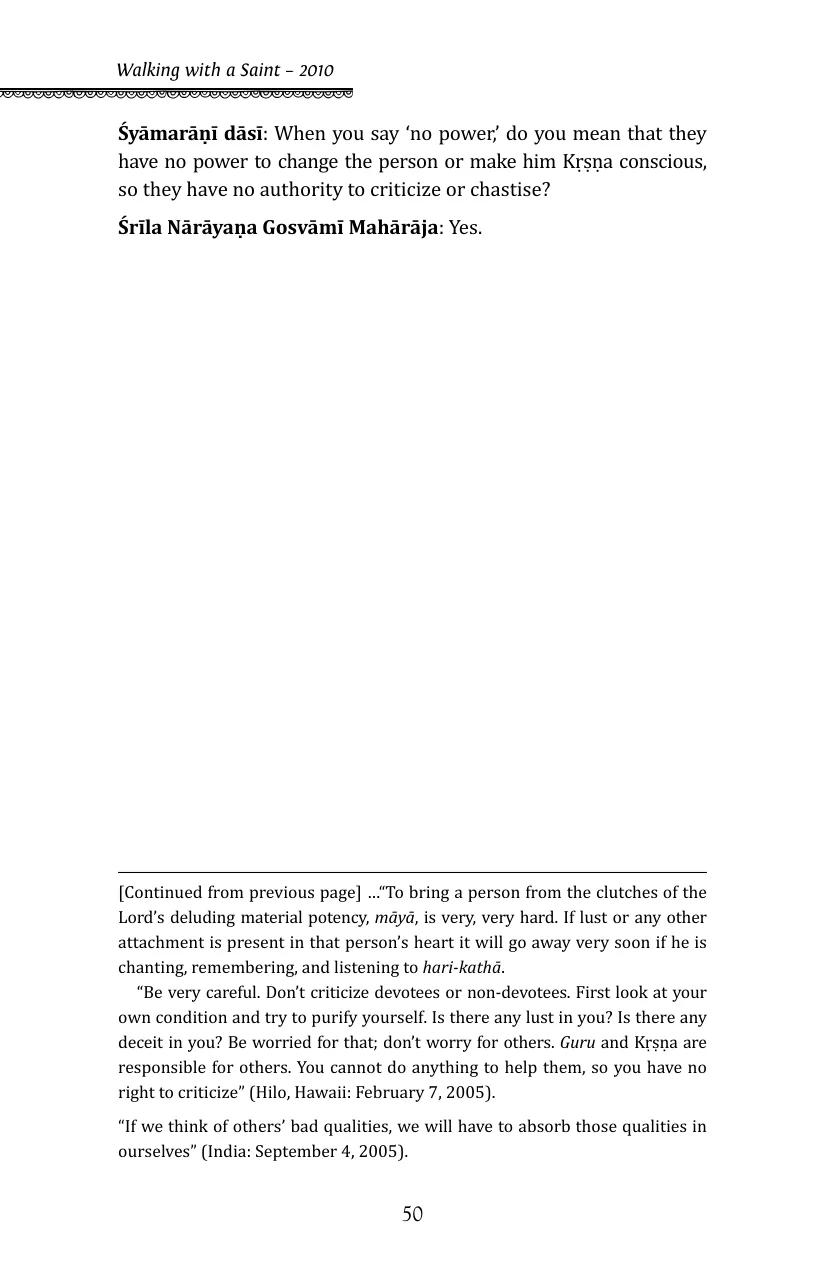 Walking with a Saint – 2010
Śyāmarāṇī dāsī: When you say ‘no power,’ do you mean that they
have no power to change the person or make him Kṛṣṇa conscious,
so they have no authority to criticize or chastise?
Śrīla Nārāyaṇa Gosvāmī Mahārāja: Yes.
[Continued from previous page] …“To bring a person from the clutches of the
Lord’s deluding material potency, māyā, is very, very hard. If lust or any other
attachment is present in that person’s heart it will go away very soon if he is
chanting, remembering, and listening to hari-kathā.
“Be very careful. Don’t criticize devotees or non-devotees. First look at your
own condition and try to purify yourself. Is there any lust in you? Is there any
deceit in you? Be worried for that; don’t worry for others. Guru and Kṛṣṇa are
responsible for others. You cannot do anything to help them, so you have no
right to criticize” (Hilo, Hawaii: February 7, 2005).
“If we think of others’ bad qualities, we will have to absorb those qualities in
ourselves” (India: September 4, 2005).
50